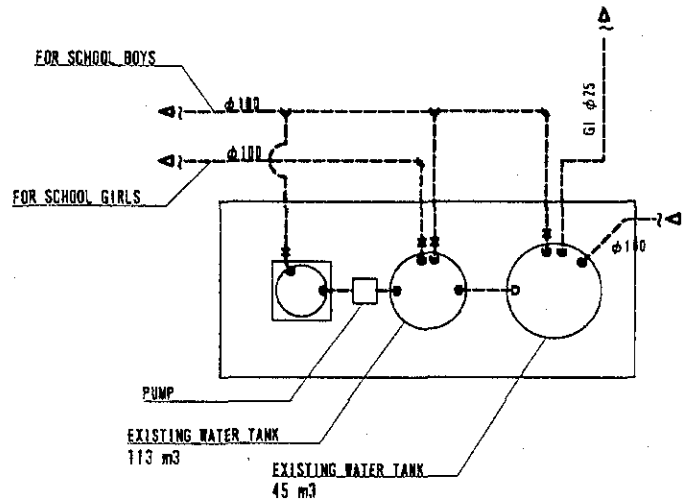 FOR SCHOOL BOYS
φ100
GI φ25
φ100
FOR SCHOOL GIRLS
φ100
PUMP
EXISTING WATER TANK
113 m3
EXISTING WATER TANK
45 m3